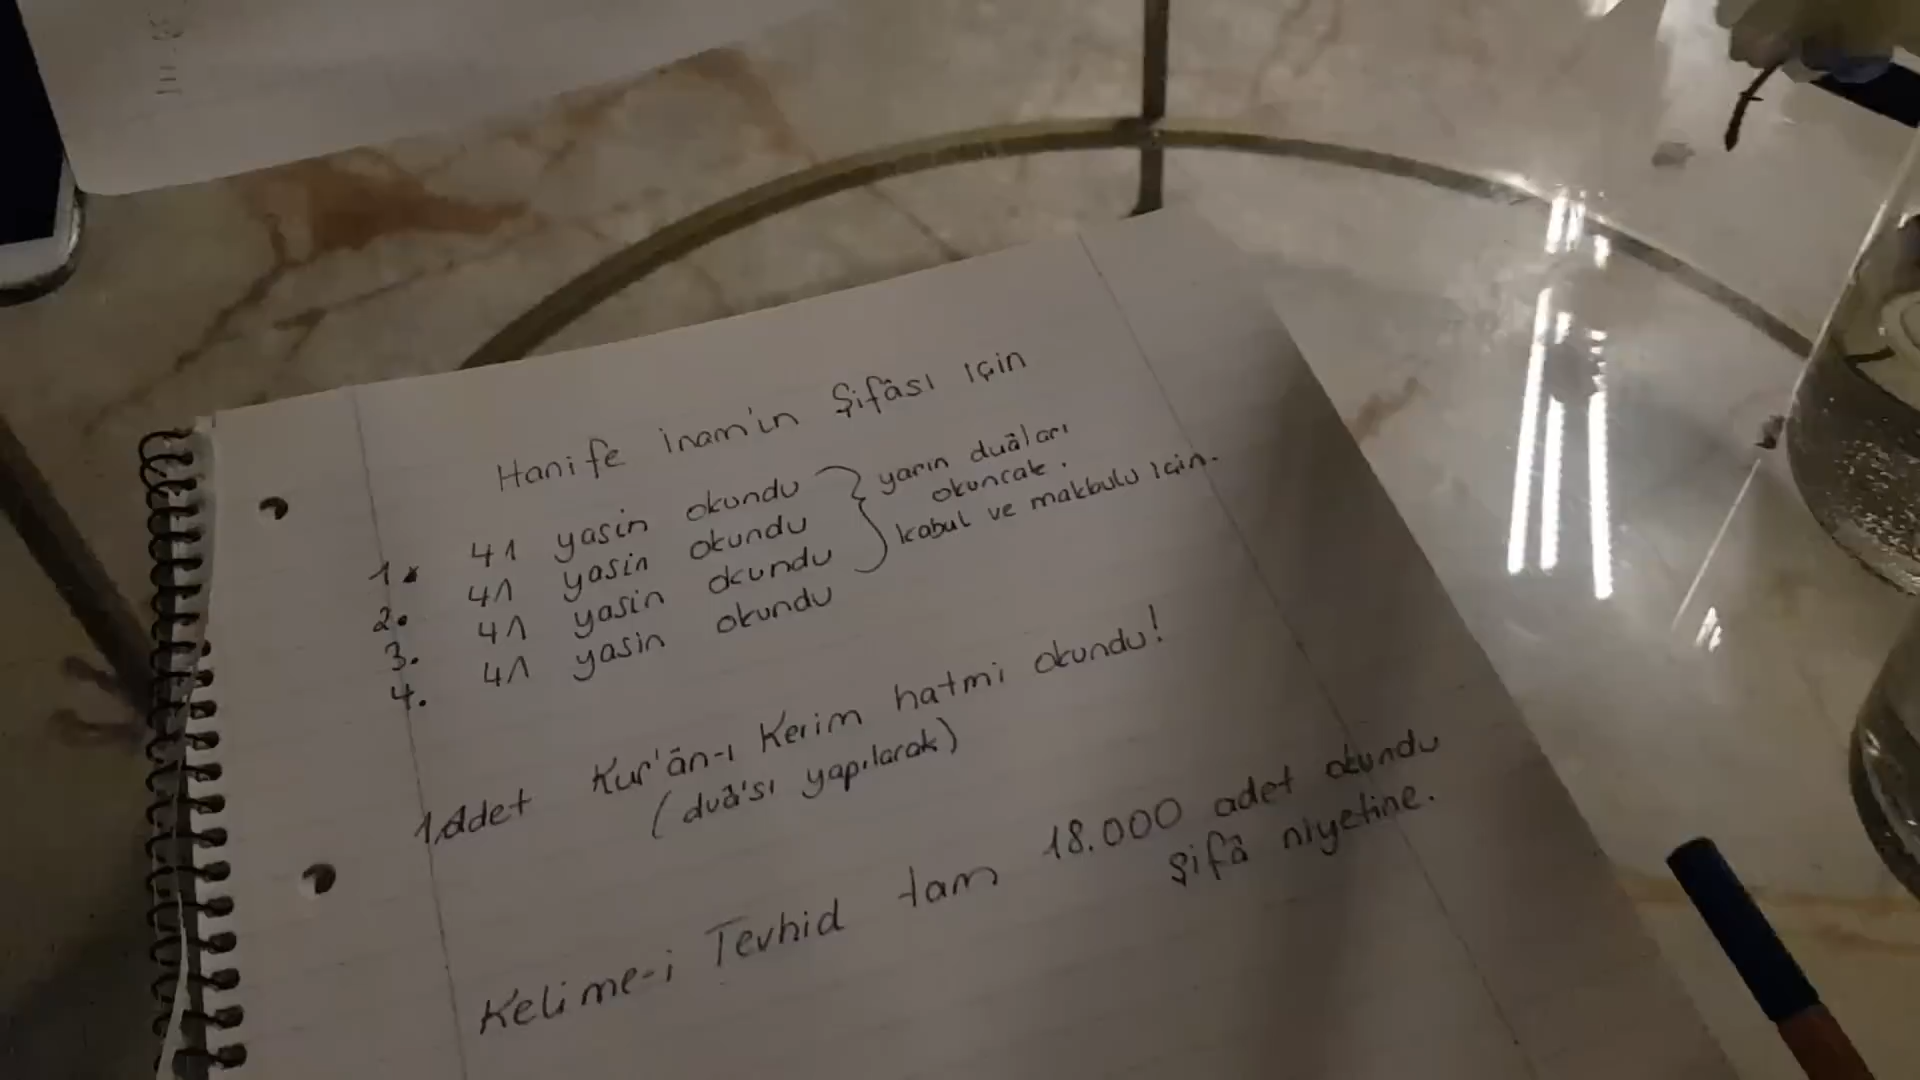 Hanife İnam'ın Şifâsı için
1. 41 yasin okundu
2. 41 yasin okundu
3. 41 yasin okundu
4. 41 yasin okundu
yarın duâları
okuncak.
kabul ve makbulu için.
1 Adet Kur'ân-ı Kerim hatmi okundu!
(duâ'sı yapılarak)
Kelime-i Tevhid tam 18.000 adet okundu
şifâ niyetine.